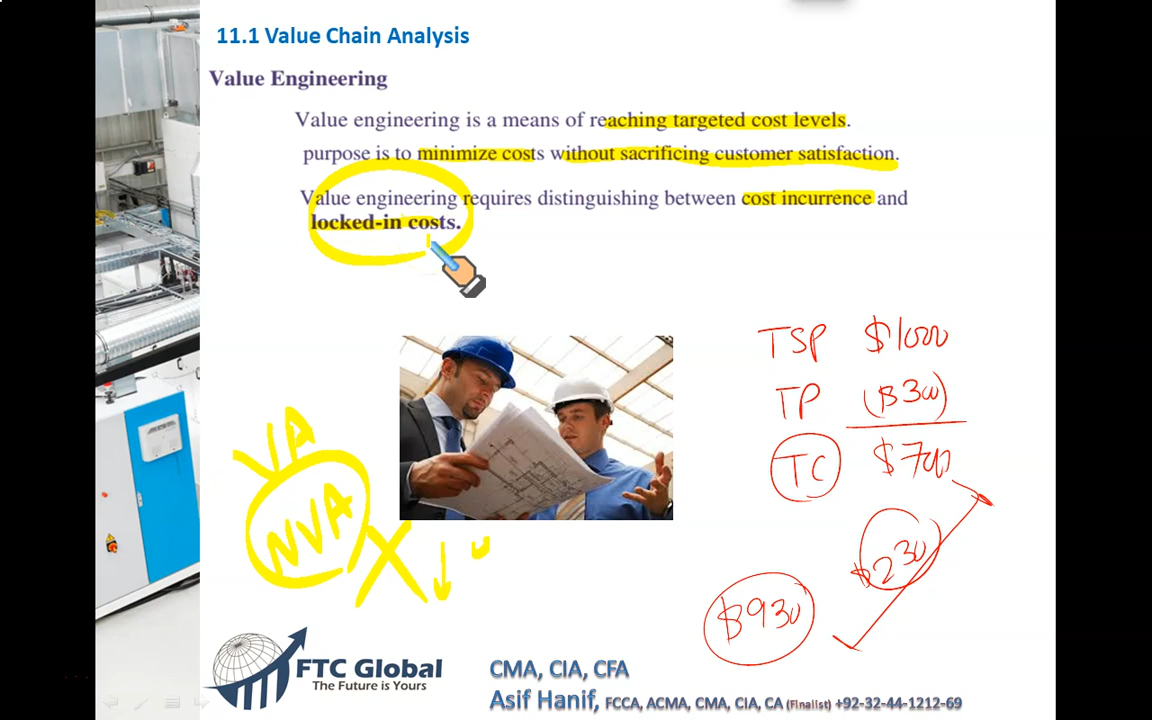 11.1 Value Chain Analysis
Value Engineering
Value engineering is a means of reaching targeted cost levels.
purpose is to minimize costs without sacrificing customer satisfaction.
Value engineering requires distinguishing between cost incurrence and
locked-in costs.
TSP $1000
TP ($300)
TC $700
$230
$930
VA
NVA
FTC Global
The Future is Yours
CMA, CIA, CFA
Asif Hanif, FCCA, ACMA, CMA, CIA, CA (Finalist) +92-32-44-1212-69